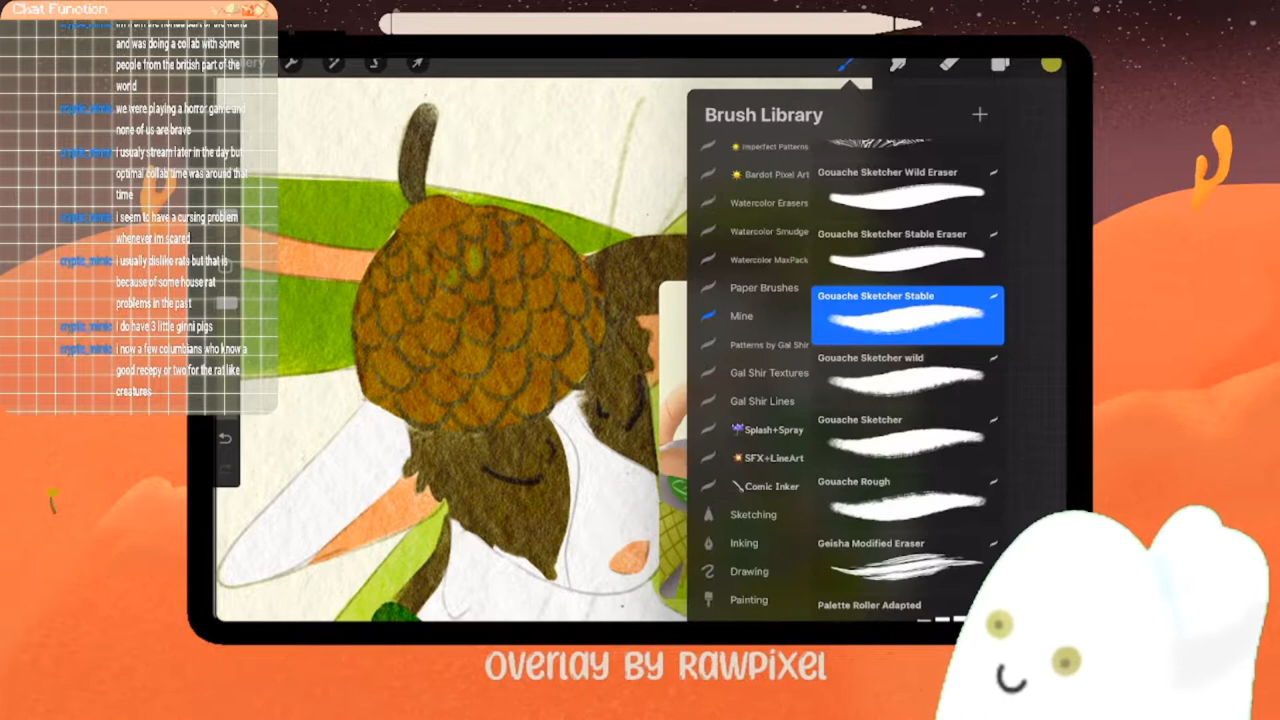 Chat Function
and was doing a collab with some
people from the british part of the
world
cryptic_mimic we were playing a horror game and
none of us are brave
cryptic_mimic i usualy stream later in the day but
optimal collab time was around that
time
cryptic_mimic i seem to have a cursing problem
whenever im scared
cryptic_mimic i usually dislike rats but that is
because of some house rat
problems in the past
cryptic_mimic i do have 3 little ginni pigs
cryptic_mimic i now a few columbians who know a
good recepy or two for the rat like
creatures
Brush Library
Imperfect Patterns
Bardot Pixel Art
Watercolor Erasers
Watercolor Smudge
Watercolor MaxPack
Paper Brushes
Mine
Patterns by Gal Shir
Gal Shir Textures
Gal Shir Lines
Splash+Spray
SFX+LineArt
Comic Inker
Sketching
Inking
Drawing
Painting
Gouache Sketcher Wild Eraser
Gouache Sketcher Stable Eraser
Gouache Sketcher Stable
Gouache Sketcher wild
Gouache Sketcher
Gouache Rough
Geisha Modified Eraser
Palette Roller Adapted
OVERLAY BY RAWPIXEL